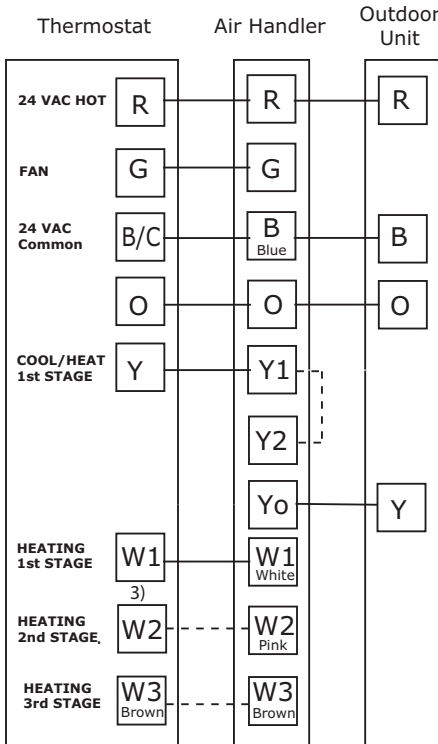 Thermostat Air Handler Outdoor
Unit
24 VAC HOT R R R
FAN G G
24 VAC
Common B/C B
Blue B
O O O
COOL/HEAT
1st STAGE Y Y1
Y2
Yo Y
HEATING
1st STAGE W1 W1
White
3)
HEATING
2nd STAGE. W2 W2
Pink
HEATING
3rd STAGE W3
Brown W3
Brown